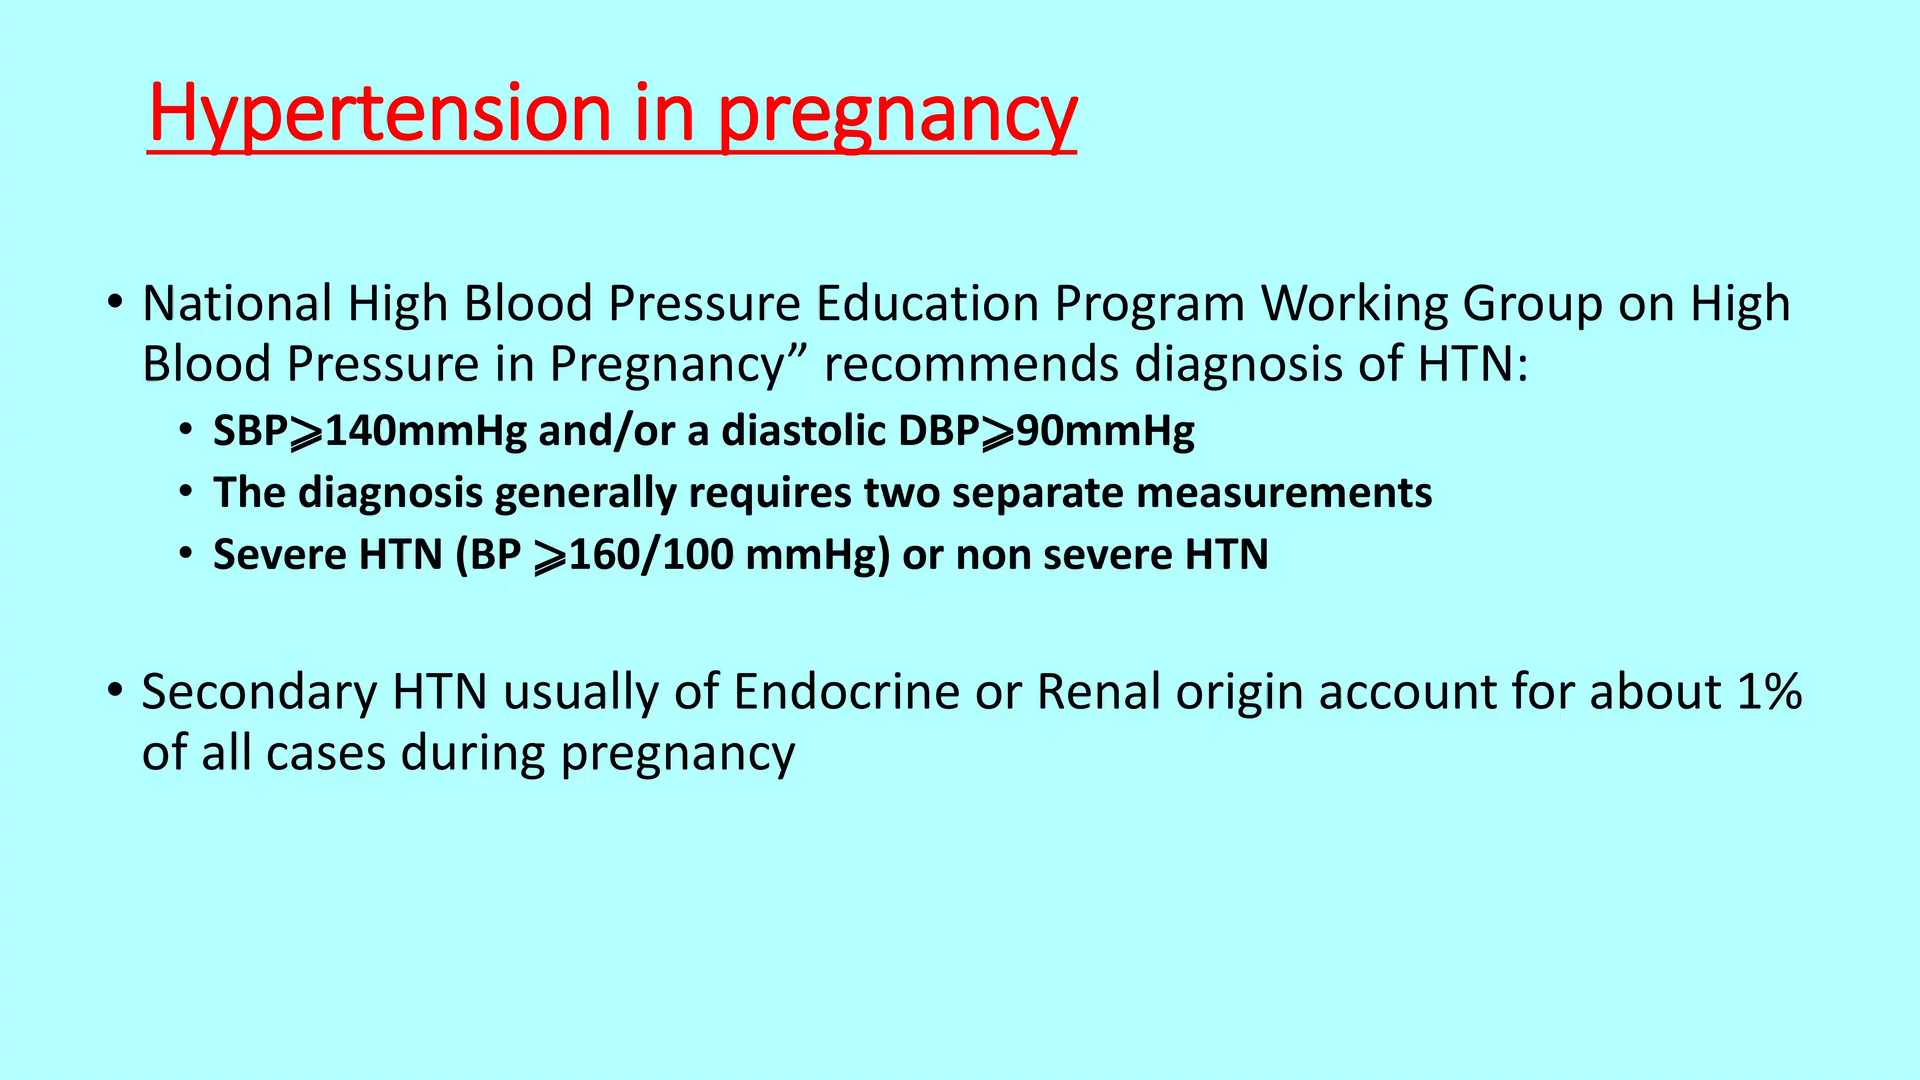 Hypertension in pregnancy
• National High Blood Pressure Education Program Working Group on High
Blood Pressure in Pregnancy” recommends diagnosis of HTN:
• SBP⩾140mmHg and/or a diastolic DBP⩾90mmHg
• The diagnosis generally requires two separate measurements
• Severe HTN (BP ⩾160/100 mmHg) or non severe HTN
• Secondary HTN usually of Endocrine or Renal origin account for about 1%
of all cases during pregnancy